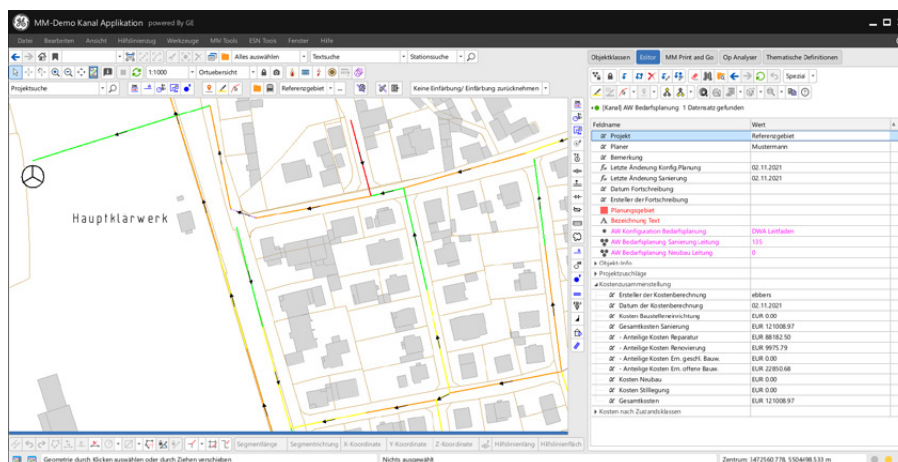 MM-Demo Kanal Applikation powered By GE
Datei Bearbeiten Ansicht Hilfslinienzug Werkzeuge MM Tools ESN Tools Fenster Hilfe
Alles auswählen Textsuche Stationssuche
1:1000 Ortuebersicht
Projektsuche Referenzgebiet ... Keine Einfärbung/ Einfärbung zurücknehmen
Hauptklärwerk
Objektklassen Editor MM Print and Go Op Analyser Thematische Definitionen
Spezial
[Kanal] AW Bedarfsplanung: 1 Datensatz gefunden
Feldname Wert
Projekt Referenzgebiet
Planer Mustermann
Bemerkung
Letzte Änderung Konfig.Planung 02.11.2021
Letzte Änderung Sanierung 02.11.2021
Datum Fortschreibung
Ersteller der Fortschreibung
Planungsgebiet
Bezeichnung Text
AW Konfiguration Bedarfsplanung DWA Leitfaden
AW Bedarfsplanung Sanierung Leitung 135
AW Bedarfsplanung Neubau Leitung 0
Objekt-Info
Projektzuschläge
Kostenzusammenstellung
Ersteller der Kostenberechnung ebbers
Datum der Kostenberechnung 02.11.2021
Kosten Baustelleneinrichtung EUR 0.00
Gesamtkosten Sanierung EUR 121008.97
- Anteilige Kosten Reparatur EUR 88182.50
- Anteilige Kosten Renovierung EUR 9975.79
- Anteilige Kosten Ern. geschl. Bauw. EUR 0.00
- Anteilige Kosten Ern. offene Bauw. EUR 22850.68
Kosten Neubau EUR 0.00
Kosten Stilllegung EUR 0.00
Gesamtkosten EUR 121008.97
Kosten nach Zustandsklassen
Segmentlänge Segmentrichtung X-Koordinate Y-Koordinate Z-Koordinate Hilfslinienläng Hilfslinienfläch
Geometrie durch Klicken auswählen oder durch Ziehen verschieben Nichts ausgewählt Zentrum: 1472560.778, 5504498.533 m